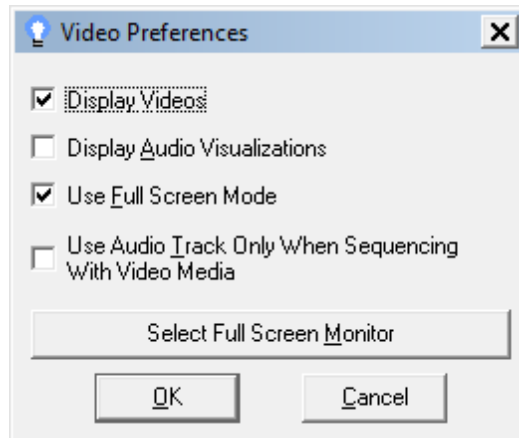 Video Preferences
Display Videos
Display Audio Visualizations
Use Full Screen Mode
Use Audio Track Only When Sequencing
With Video Media
Select Full Screen Monitor
OK
Cancel